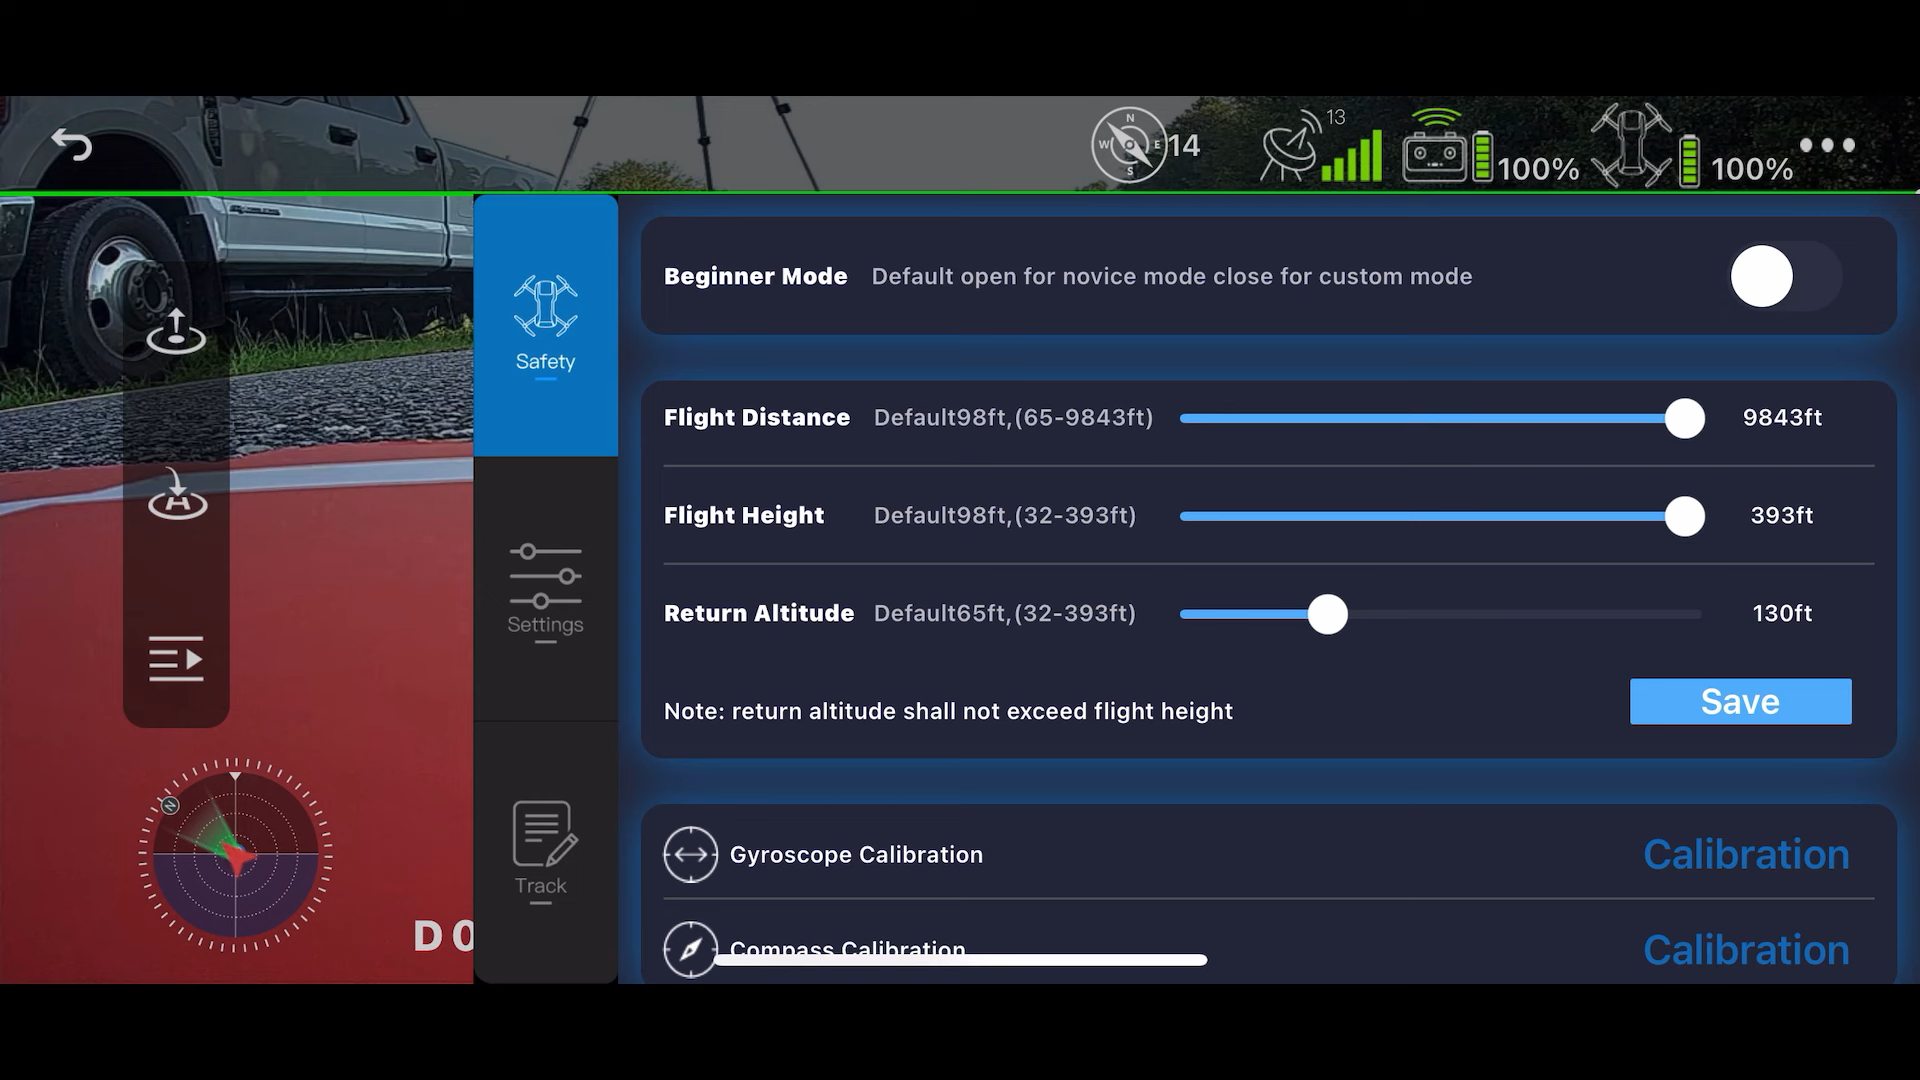 N
W E 14
S
13
100%
100%
Safety
Settings
Track
Beginner Mode Default open for novice mode close for custom mode
Flight Distance Default98ft,(65-9843ft) 9843ft
Flight Height Default98ft,(32-393ft) 393ft
Return Altitude Default65ft,(32-393ft) 130ft
Note: return altitude shall not exceed flight height
Save
Gyroscope Calibration Calibration
Compass Calibration Calibration
H
N
D 0